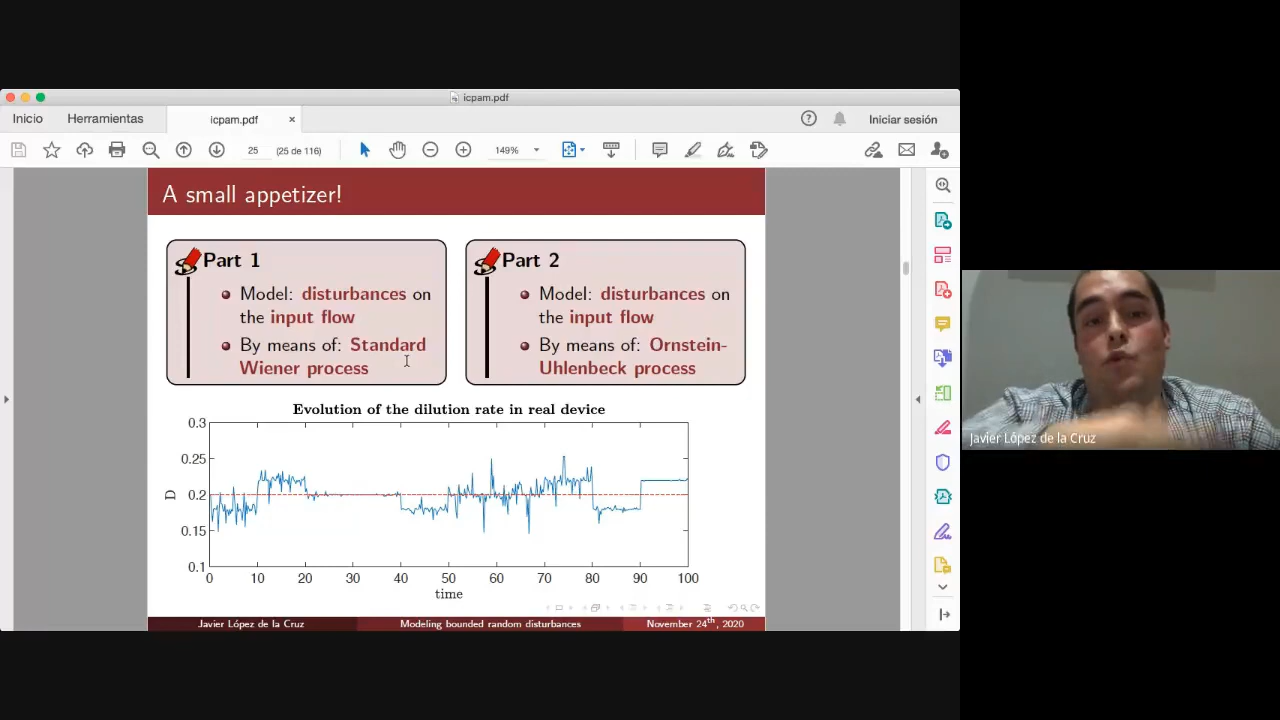 icpam.pdf
Inicio Herramientas icpam.pdf × Iniciar sesión
25 (25 de 116) 149%
A small appetizer!
Part 1
Model: disturbances on
the input flow
By means of: Standard
Wiener process
Part 2
Model: disturbances on
the input flow
By means of: Ornstein-
Uhlenbeck process
Evolution of the dilution rate in real device
0.3
0.25
0.2
0.15
0.1
D
0 10 20 30 40 50 60 70 80 90 100
time
Javier López de la Cruz Modeling bounded random disturbances November 24th, 2020
Javier López de la Cruz